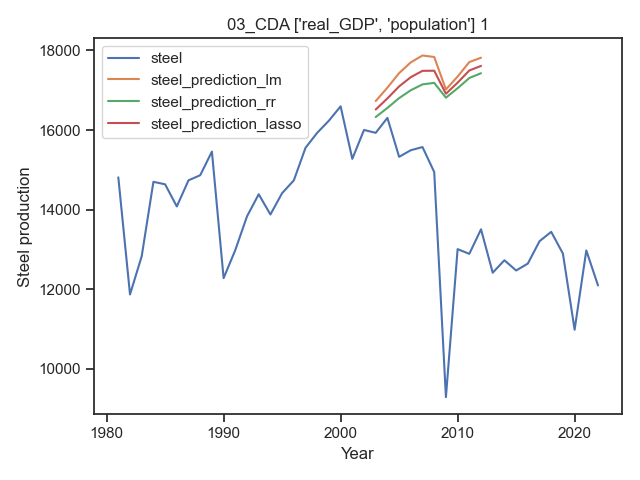 03_CDA ['real_GDP', 'population'] 1
steel
steel_prediction_lm
steel_prediction_rr
steel_prediction_lasso
Steel production
18000
16000
14000
12000
10000
1980
1990
2000
2010
2020
Year